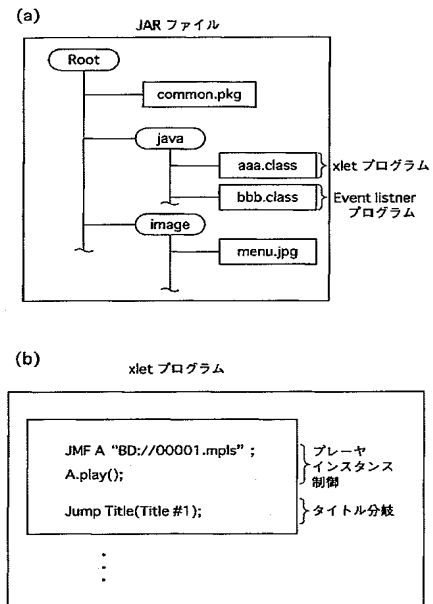 (a)
JAR ファイル
Root
common.pkg
java
aaa.class
xlet プログラム
bbb.class
Event listner
プログラム
image
menu.jpg
(b)
xlet プログラム
JMF A “BD://00001.mpls” ;
A.play();
プレーヤ
インスタンス
制御
Jump Title(Title #1);
タイトル分岐